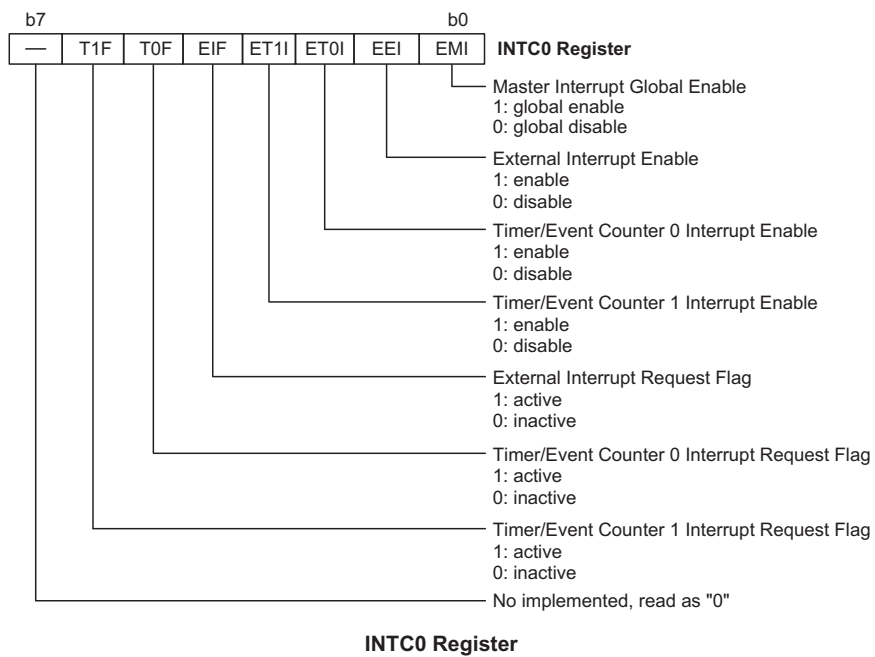 b7 b0
— T1F T0F EIF ET1I ET0I EEI EMI INTC0 Register
Master Interrupt Global Enable
1: global enable
0: global disable
External Interrupt Enable
1: enable
0: disable
Timer/Event Counter 0 Interrupt Enable
1: enable
0: disable
Timer/Event Counter 1 Interrupt Enable
1: enable
0: disable
External Interrupt Request Flag
1: active
0: inactive
Timer/Event Counter 0 Interrupt Request Flag
1: active
0: inactive
Timer/Event Counter 1 Interrupt Request Flag
1: active
0: inactive
No implemented, read as "0"
INTC0 Register